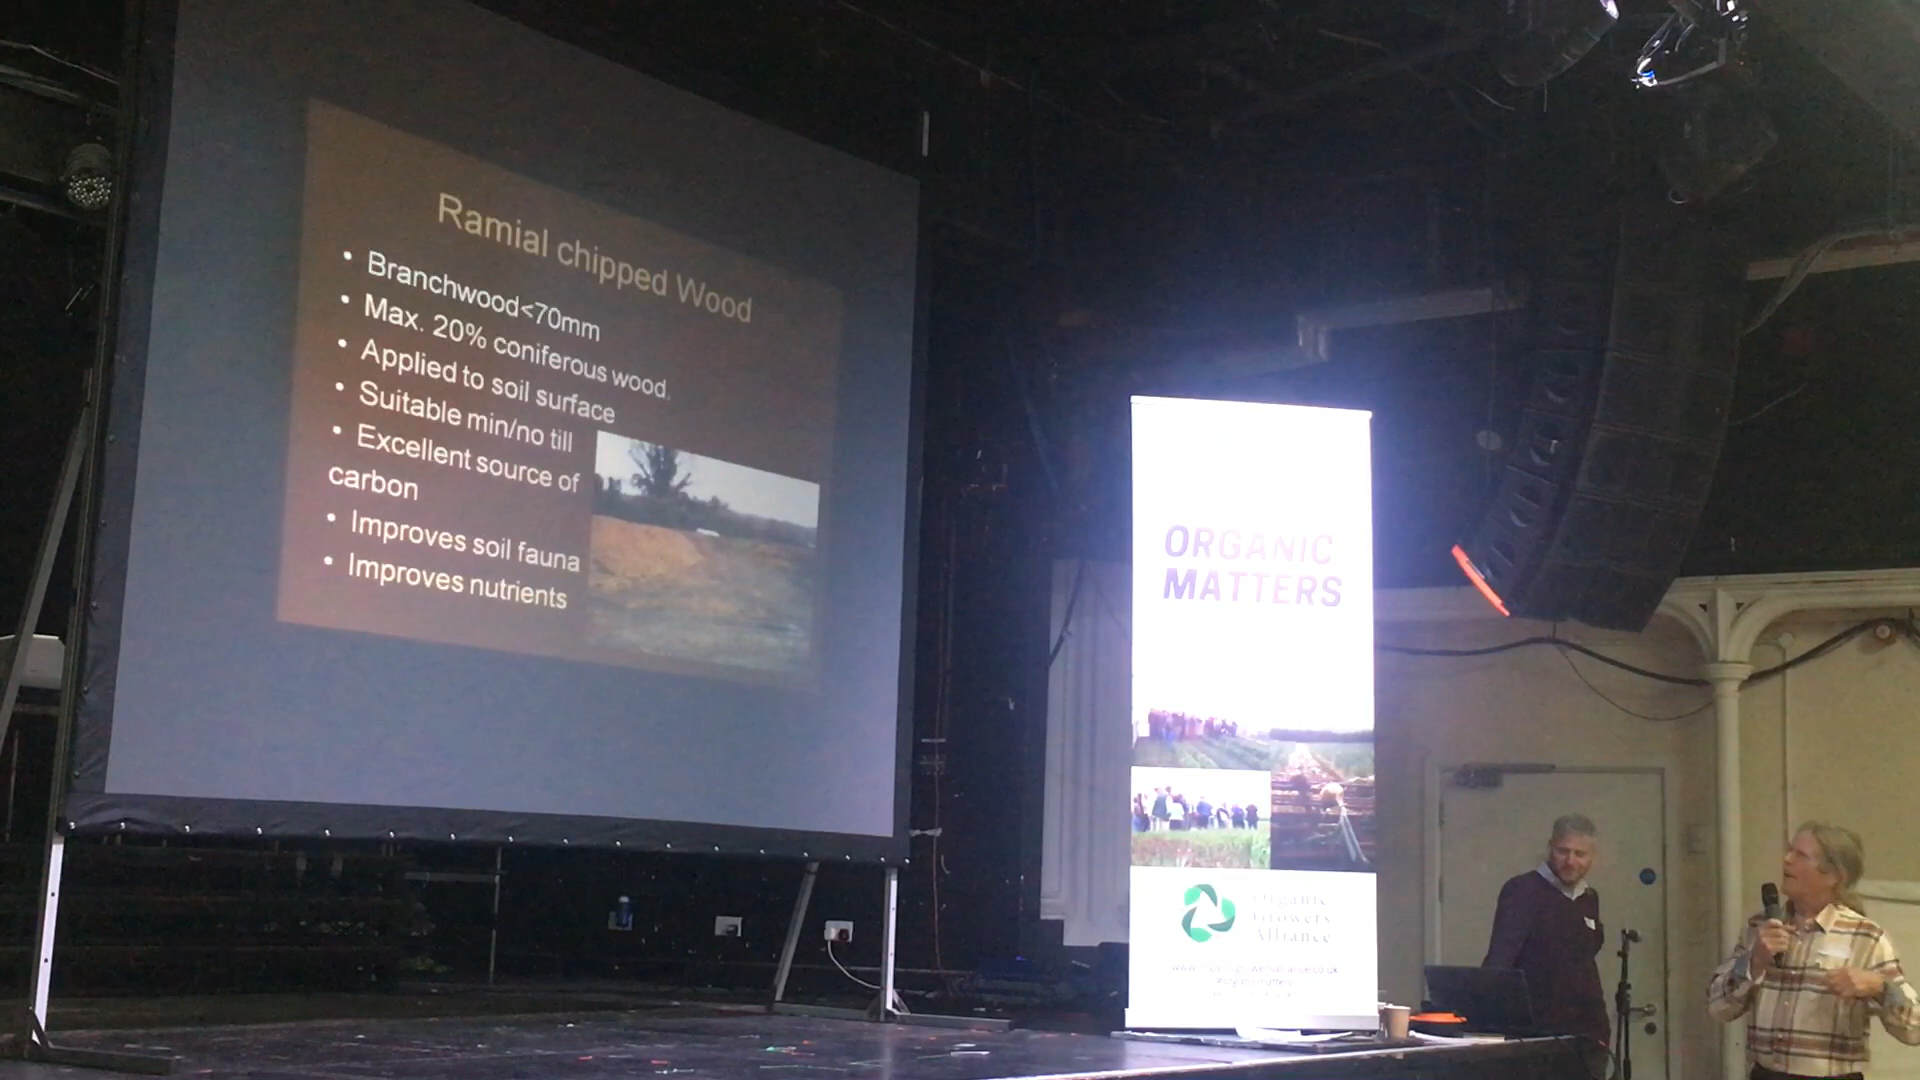 Ramial chipped Wood
• Branchwood<70mm
• Max. 20% coniferous wood.
• Applied to soil surface
• Suitable min/no till
• Excellent source of
carbon
• Improves soil fauna
• Improves nutrients
ORGANIC
MATTERS
Organic
Growers
Alliance